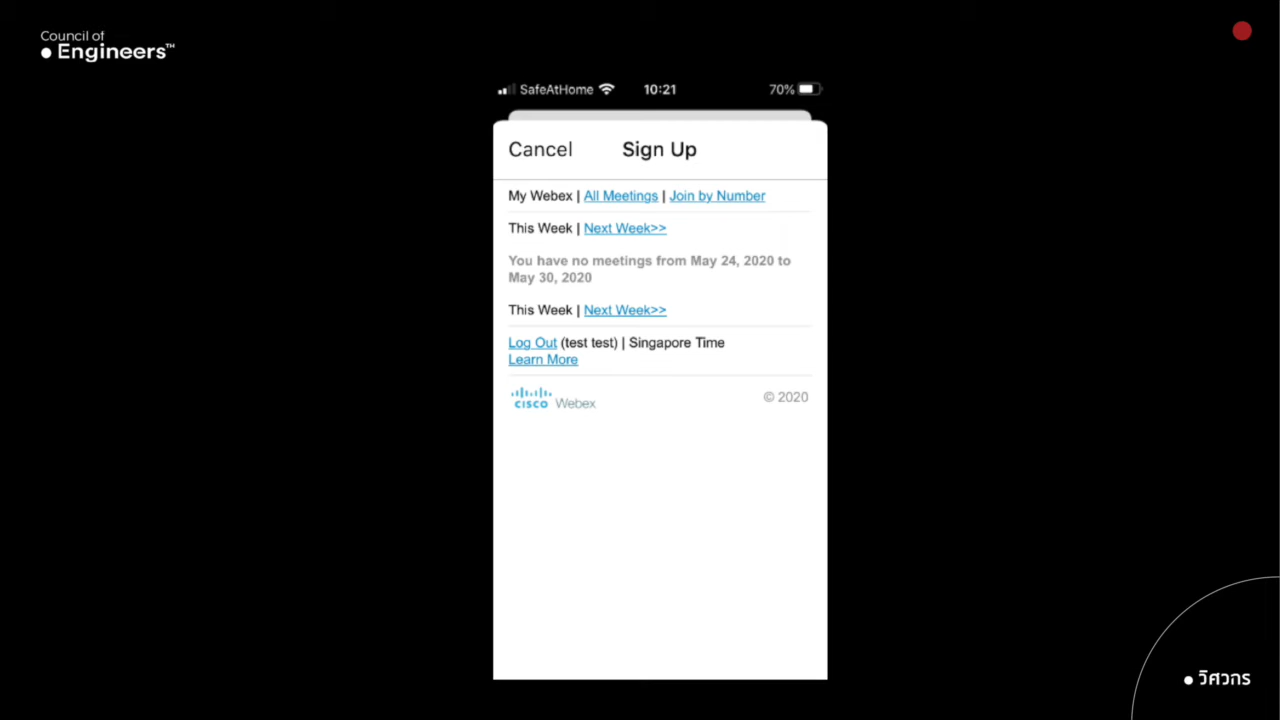 Council of
Engineers™
SafeAtHome 10:21 70%
Cancel Sign Up
My Webex | All Meetings | Join by Number
This Week | Next Week>>
You have no meetings from May 24, 2020 to
May 30, 2020
This Week | Next Week>>
Log Out (test test) | Singapore Time
Learn More
CISCO Webex © 2020
วิศวกร